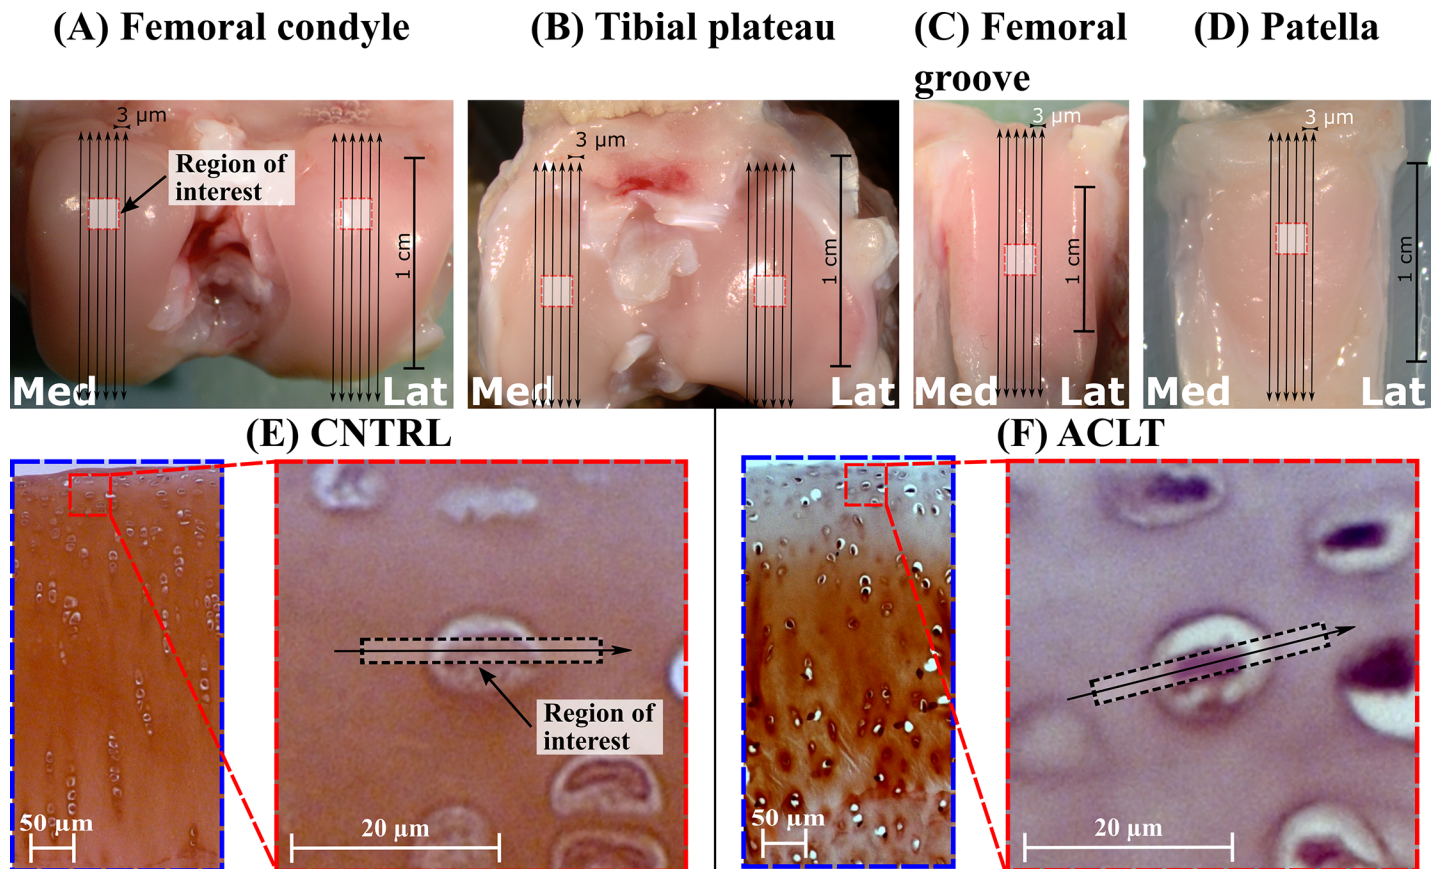 (A) Femoral condyle
(B) Tibial plateau
(C) Femoral
groove
(D) Patella
3 µm
Region of
interest
1 cm
Med
Lat
3 µm
1 cm
Med
Lat
3 µm
1 cm
Med
Lat
3 µm
1 cm
Lat
(E) CNTRL
50 µm
Region of
interest
20 µm
(F) ACLT
50 µm
20 µm